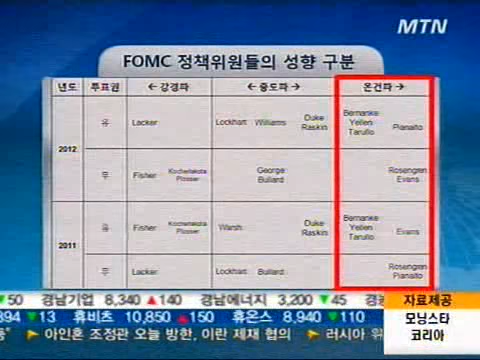 MTN
FOMC 정책위원들의 성향 구분
년도 투표권 ← 강경파 ← 중도파 → 온건파 →
2012 유 Lacker Lockhart Williams Duke Raskin Bernanke Yellen Tarullo Pianalto
무 Fisher Kocherlakota Plosser George Bullard Rosengren Evans
2011 유 Fisher Kocherlakota Plosser Warsh Duke Raskin Bernanke Yellen Tarullo Evans
무 Lacker Lockhart Bullard Rosengren Pianalto
▼50 경남기업 8,340 ▲140 경남에너지 3,200 ▼45
894 ▼13 휴비츠 10,850 ▲150 휴온스 8,940 ▼110
▶ 아인혼 조정관 오늘 방한, 이란 제재 협의 ▶ 러시아 위
자료제공
모닝스타
코리아